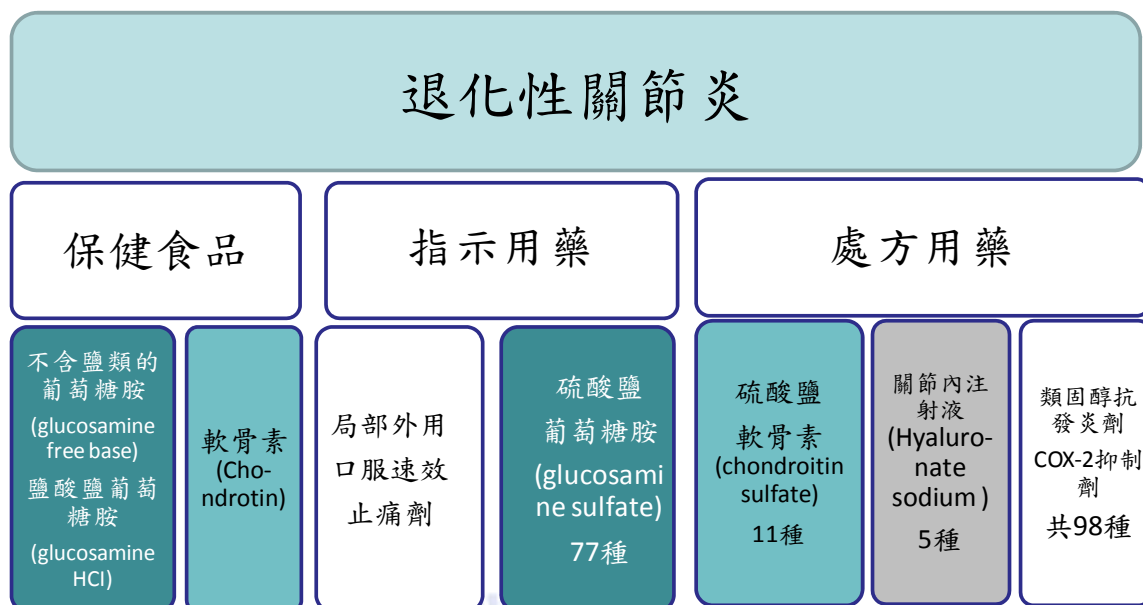 退化性關節炎
保健食品
指示用藥
處方用藥
不含鹽類的
葡萄糖胺
(glucosamine
free base)
鹽酸鹽葡萄
糖胺
(glucosamine
HCl)
軟骨素
(Cho-
ndrotin)
局部外用
口服速效
止痛劑
硫酸鹽
葡萄糖胺
(glucosami
ne sulfate)
77種
硫酸鹽
軟骨素
(chondroitin
sulfate)
11種
關節內注
射液
(Hyaluro-
nate
sodium )
5種
類固醇抗
發炎劑
COX-2抑制
劑
共98種